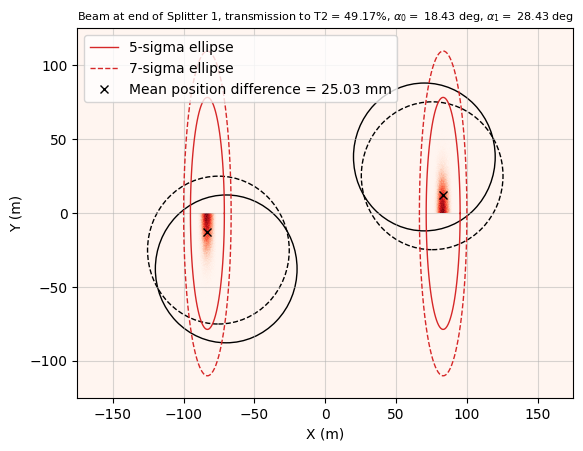 Beam at end of Splitter 1, transmission to T2 = 49.17%, α₀ = 18.43 deg, α₁ = 28.43 deg
5-sigma ellipse
7-sigma ellipse
Mean position difference = 25.03 mm
Y (m)
100
50
0
−50
−100
−150 −100 −50 0 50 100 150
X (m)